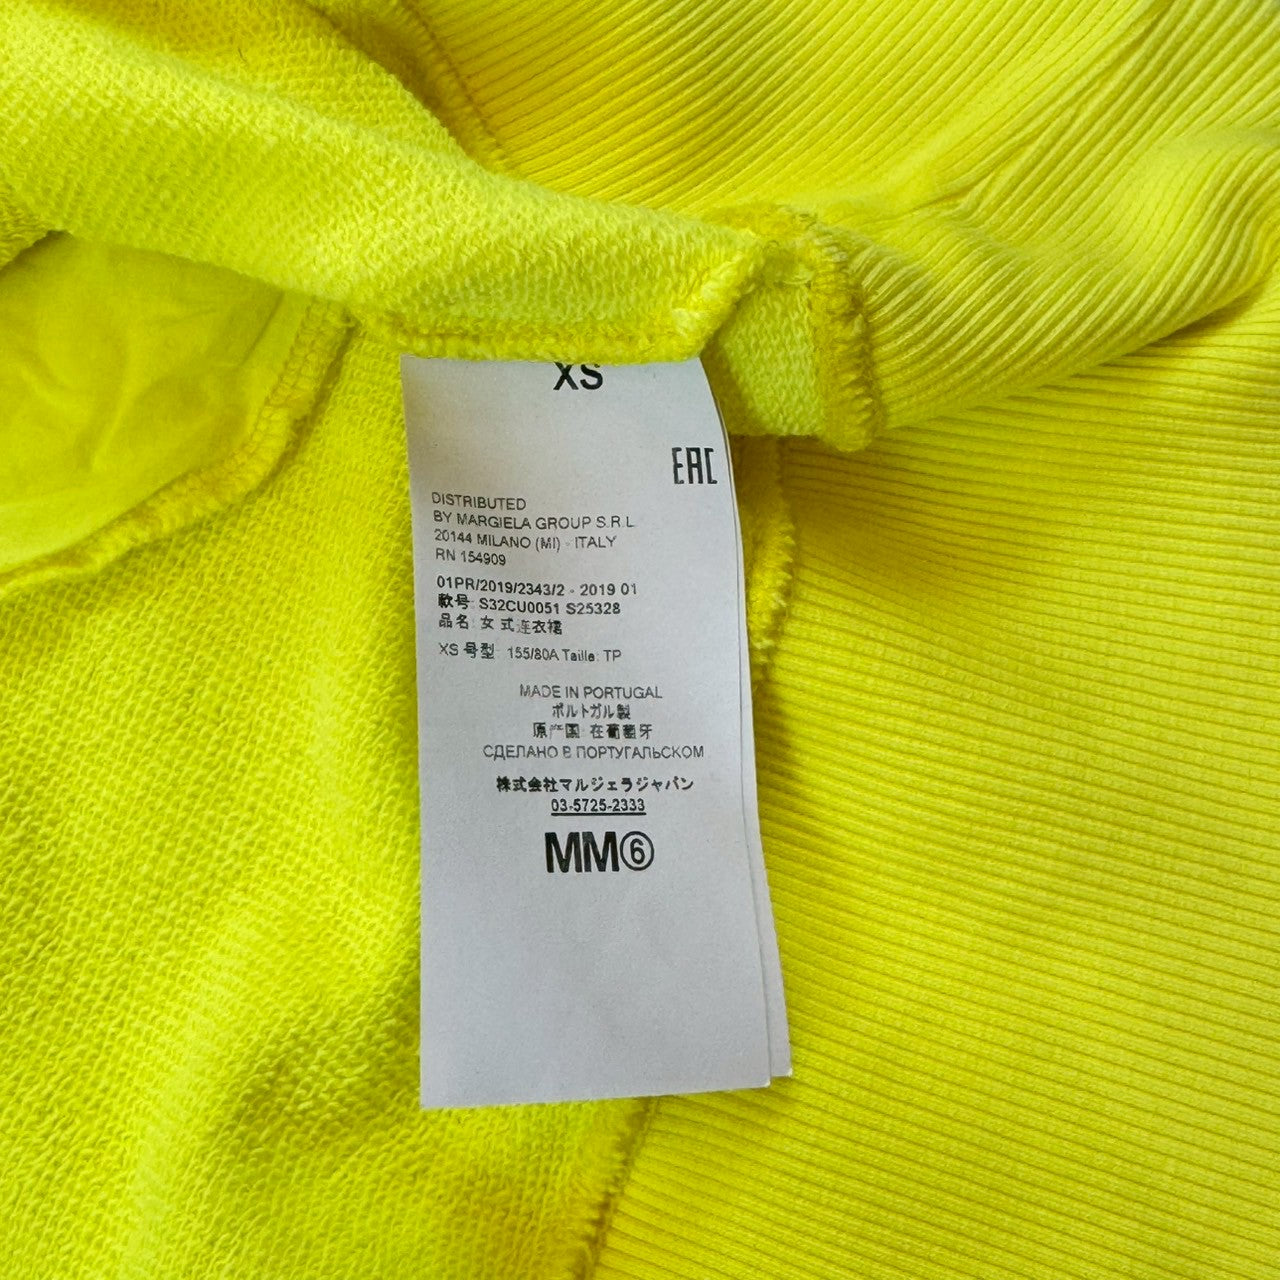 XS
EAC
DISTRIBUTED
BY MARGIELA GROUP S.R.L
20144 MILANO (MI) - ITALY
RN 154909
01PR/2019/2343/2 - 2019 01
款号: S32CU0051 S25328
品名: 女式连衣裙
XS 号型: 155/80A Taille: TP
MADE IN PORTUGAL
ポルトガル製
原产国: 在葡萄牙
СДЕЛАНО В ПОРТУГАЛЬСКОМ
株式会社マルジェラジャパン
03-5725-2333
MM⑥